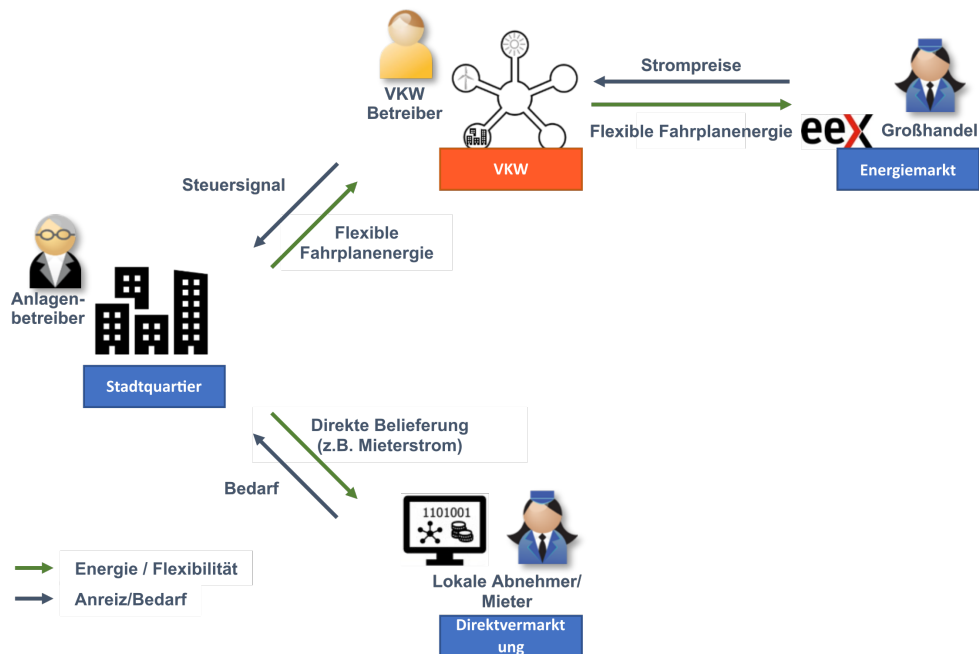 VKW
Betreiber
Strompreise
Flexible Fahrplanenergie
eex
Großhandel
VKW
Energiemarkt
Steuersignal
Flexible
Fahrplanenergie
Anlagen-
betreiber
Stadtquartier
Direkte Belieferung
(z.B. Mieterstrom)
Bedarf
1101001
Energie / Flexibilität
Anreiz/Bedarf
Lokale Abnehmer/
Mieter
Direktvermarkt
ung